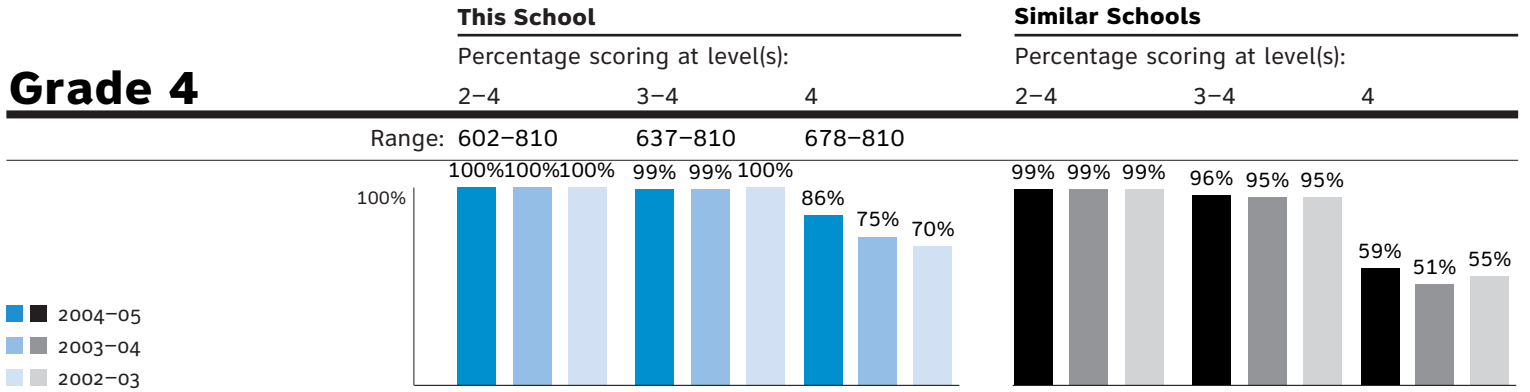 This School Similar Schools
Percentage scoring at level(s): Percentage scoring at level(s):
Grade 4 2–4 3–4 4 2–4 3–4 4
Range: 602–810 637–810 678–810
100% 100% 100% 99% 99% 100% 86% 75% 70% 99% 99% 99% 96% 95% 95% 59% 51% 55%
100%
2004–05
2003–04
2002–03